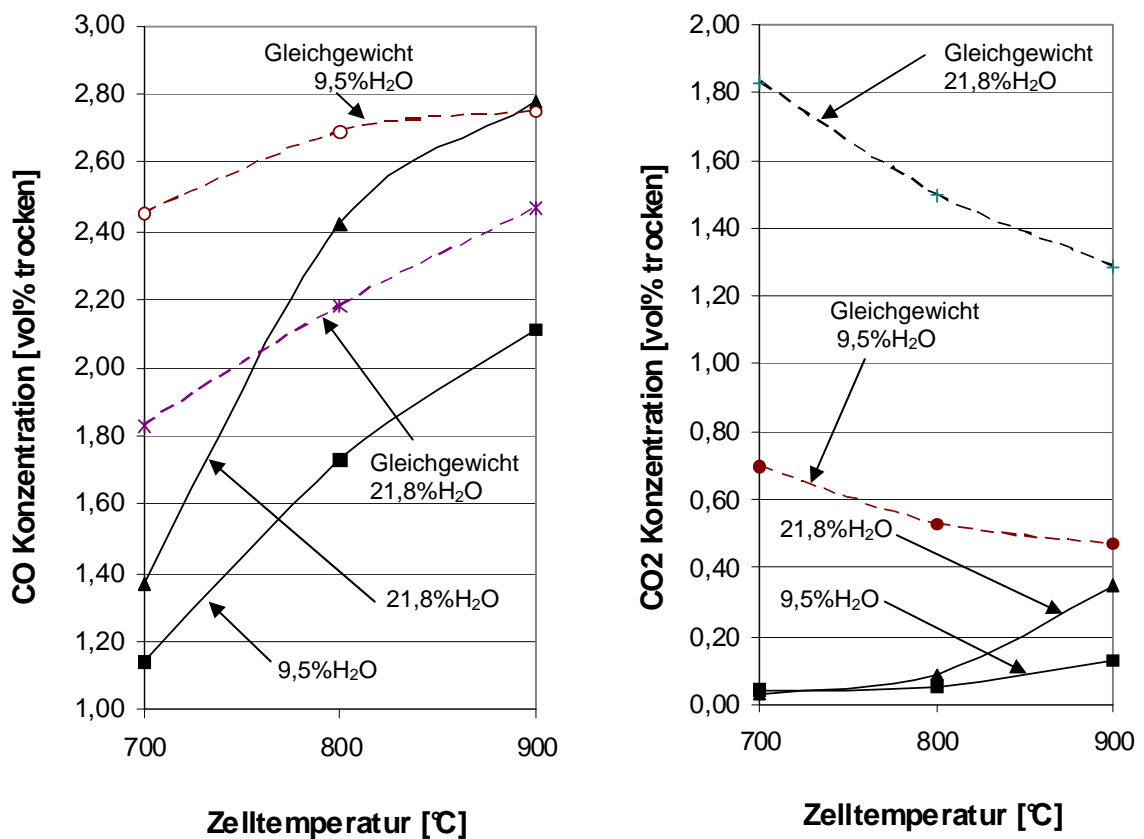 3,00
2,80
2,60
2,40
2,20
2,00
1,80
1,60
1,40
1,20
1,00
CO Konzentration [vol% trocken]
Gleichgewicht
9,5%H₂O
Gleichgewicht
21,8%H₂O
21,8%H₂O
9,5%H₂O
700
800
900
Zelltemperatur [°C]
2,00
1,80
1,60
1,40
1,20
1,00
0,80
0,60
0,40
0,20
0,00
CO2 Konzentration [vol% trocken]
Gleichgewicht
21,8%H₂O
Gleichgewicht
9,5%H₂O
21,8%H₂O
9,5%H₂O
700
800
900
Zelltemperatur [°C]